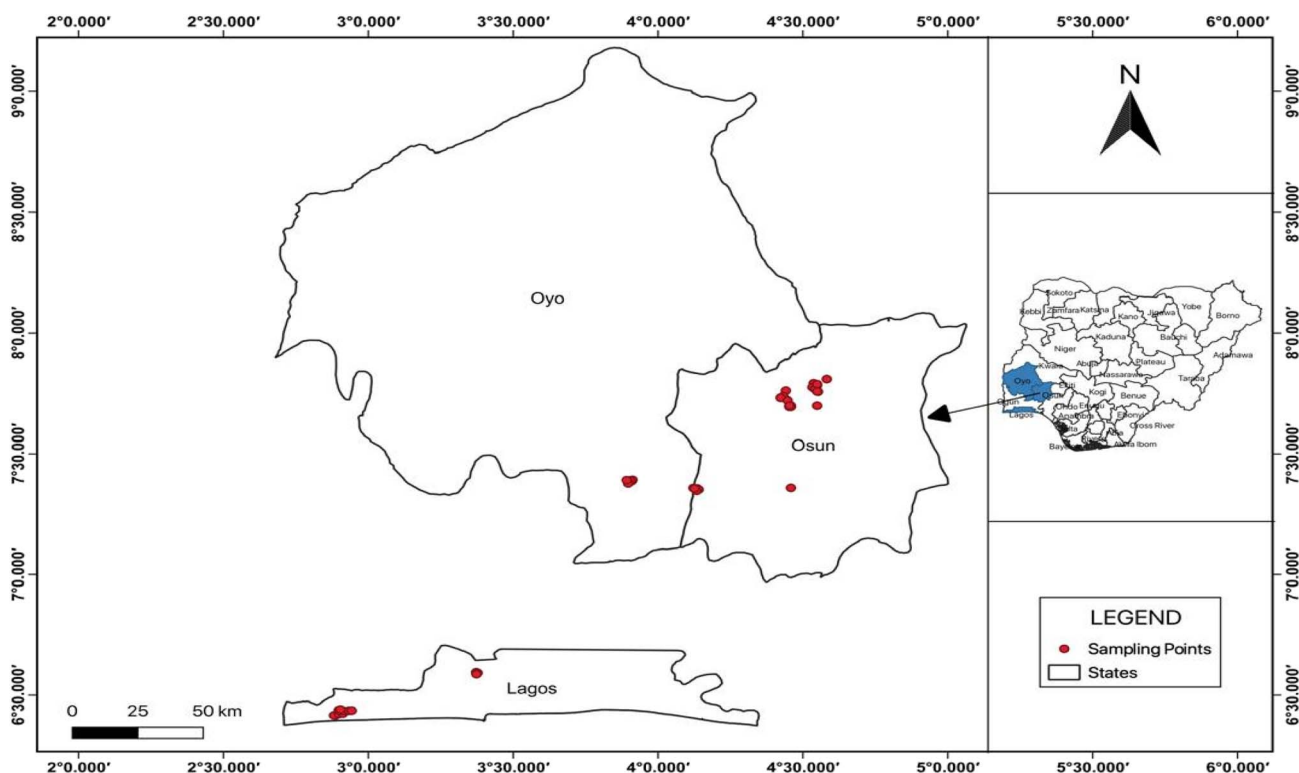 2°0.000' 2°30.000' 3°0.000' 3°30.000' 4°0.000' 4°30.000' 5°0.000' 5°30.000' 6°0.000'
9°0.000'
8°30.000'
8°0.000'
7°30.000'
7°0.000'
6°30.000'
Oyo
Osun
Lagos
0 25 50 km
N
Sokoto
Kebbi Zamfara Katsina Kano Jigawa Yobe Borno
Kaduna Bauchi
Niger Adamawa
Kwara Abuja Plateau
Nassarawa Taraba
Oyo Ekiti Kogi
Osun Benue
Ogun Ondo Enugu Ebonyi
Lagos Anambra Cross River
Akwa Ibom
LEGEND
Sampling Points
States
9°0.000'
8°30.000'
8°0.000'
7°30.000'
7°0.000'
6°30.000'
2°0.000' 2°30.000' 3°0.000' 3°30.000' 4°0.000' 4°30.000' 5°0.000' 5°30.000' 6°0.000'